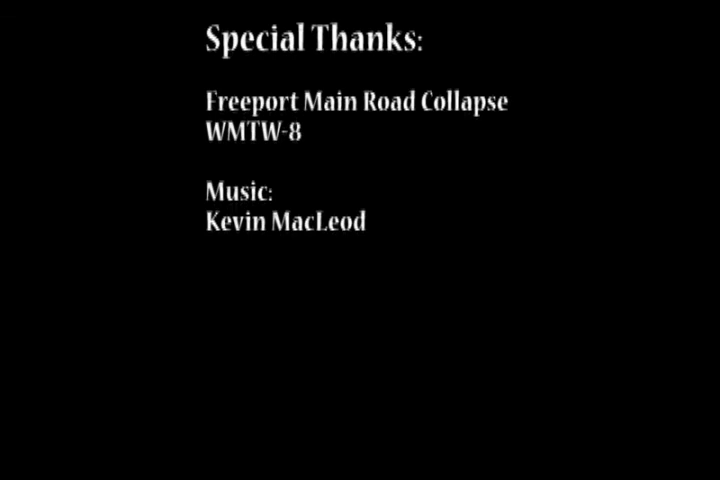 Special Thanks:
Freeport Main Road Collapse
WMTW-8
Music:
Kevin MacLeod